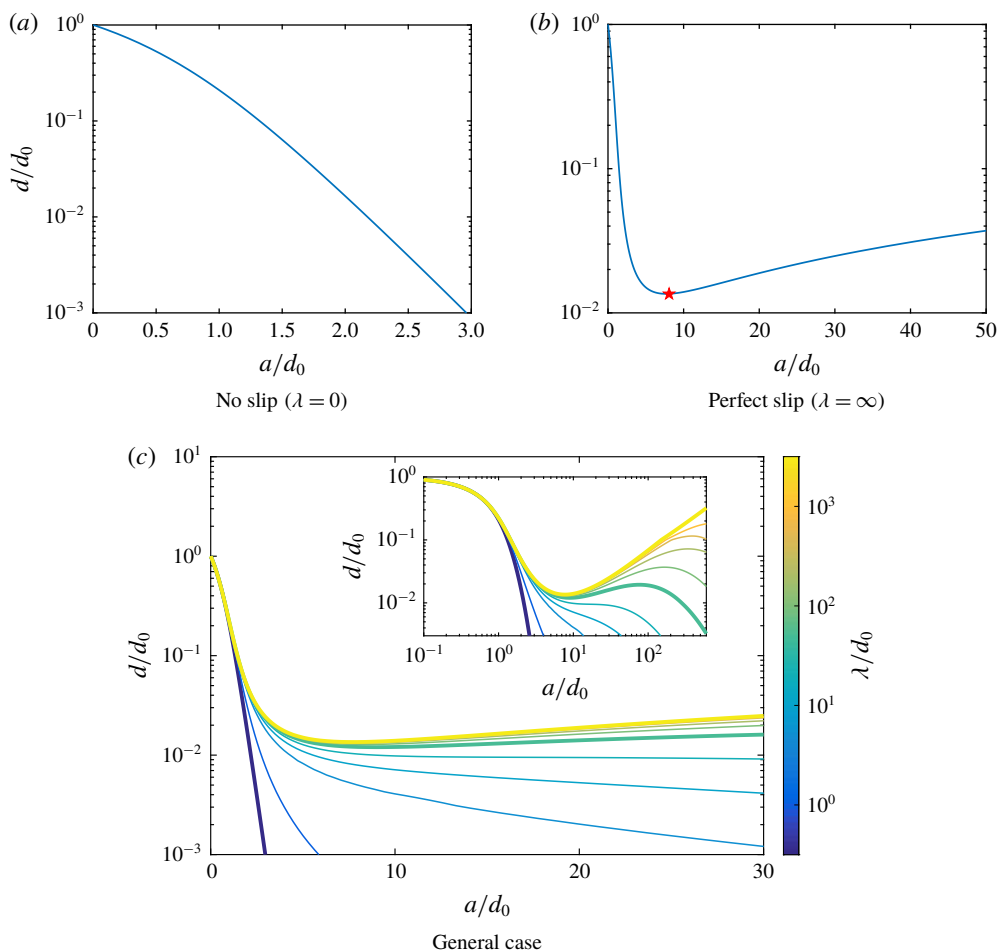 (a)
10^0
10^{-1}
10^{-2}
10^{-3}
d/d_0
0 0.5 1.0 1.5 2.0 2.5 3.0
a/d_0
No slip (λ = 0)
(b)
10^0
10^{-1}
10^{-2}
0 10 20 30 40 50
a/d_0
Perfect slip (λ = ∞)
(c)
10^1
10^0
10^{-1}
10^{-2}
10^{-3}
d/d_0
0 10 20 30
a/d_0
10^0
10^{-1}
10^{-2}
d/d_0
10^{-1} 10^0 10^1 10^2
a/d_0
10^3
10^2
10^1
10^0
λ/d_0
General case